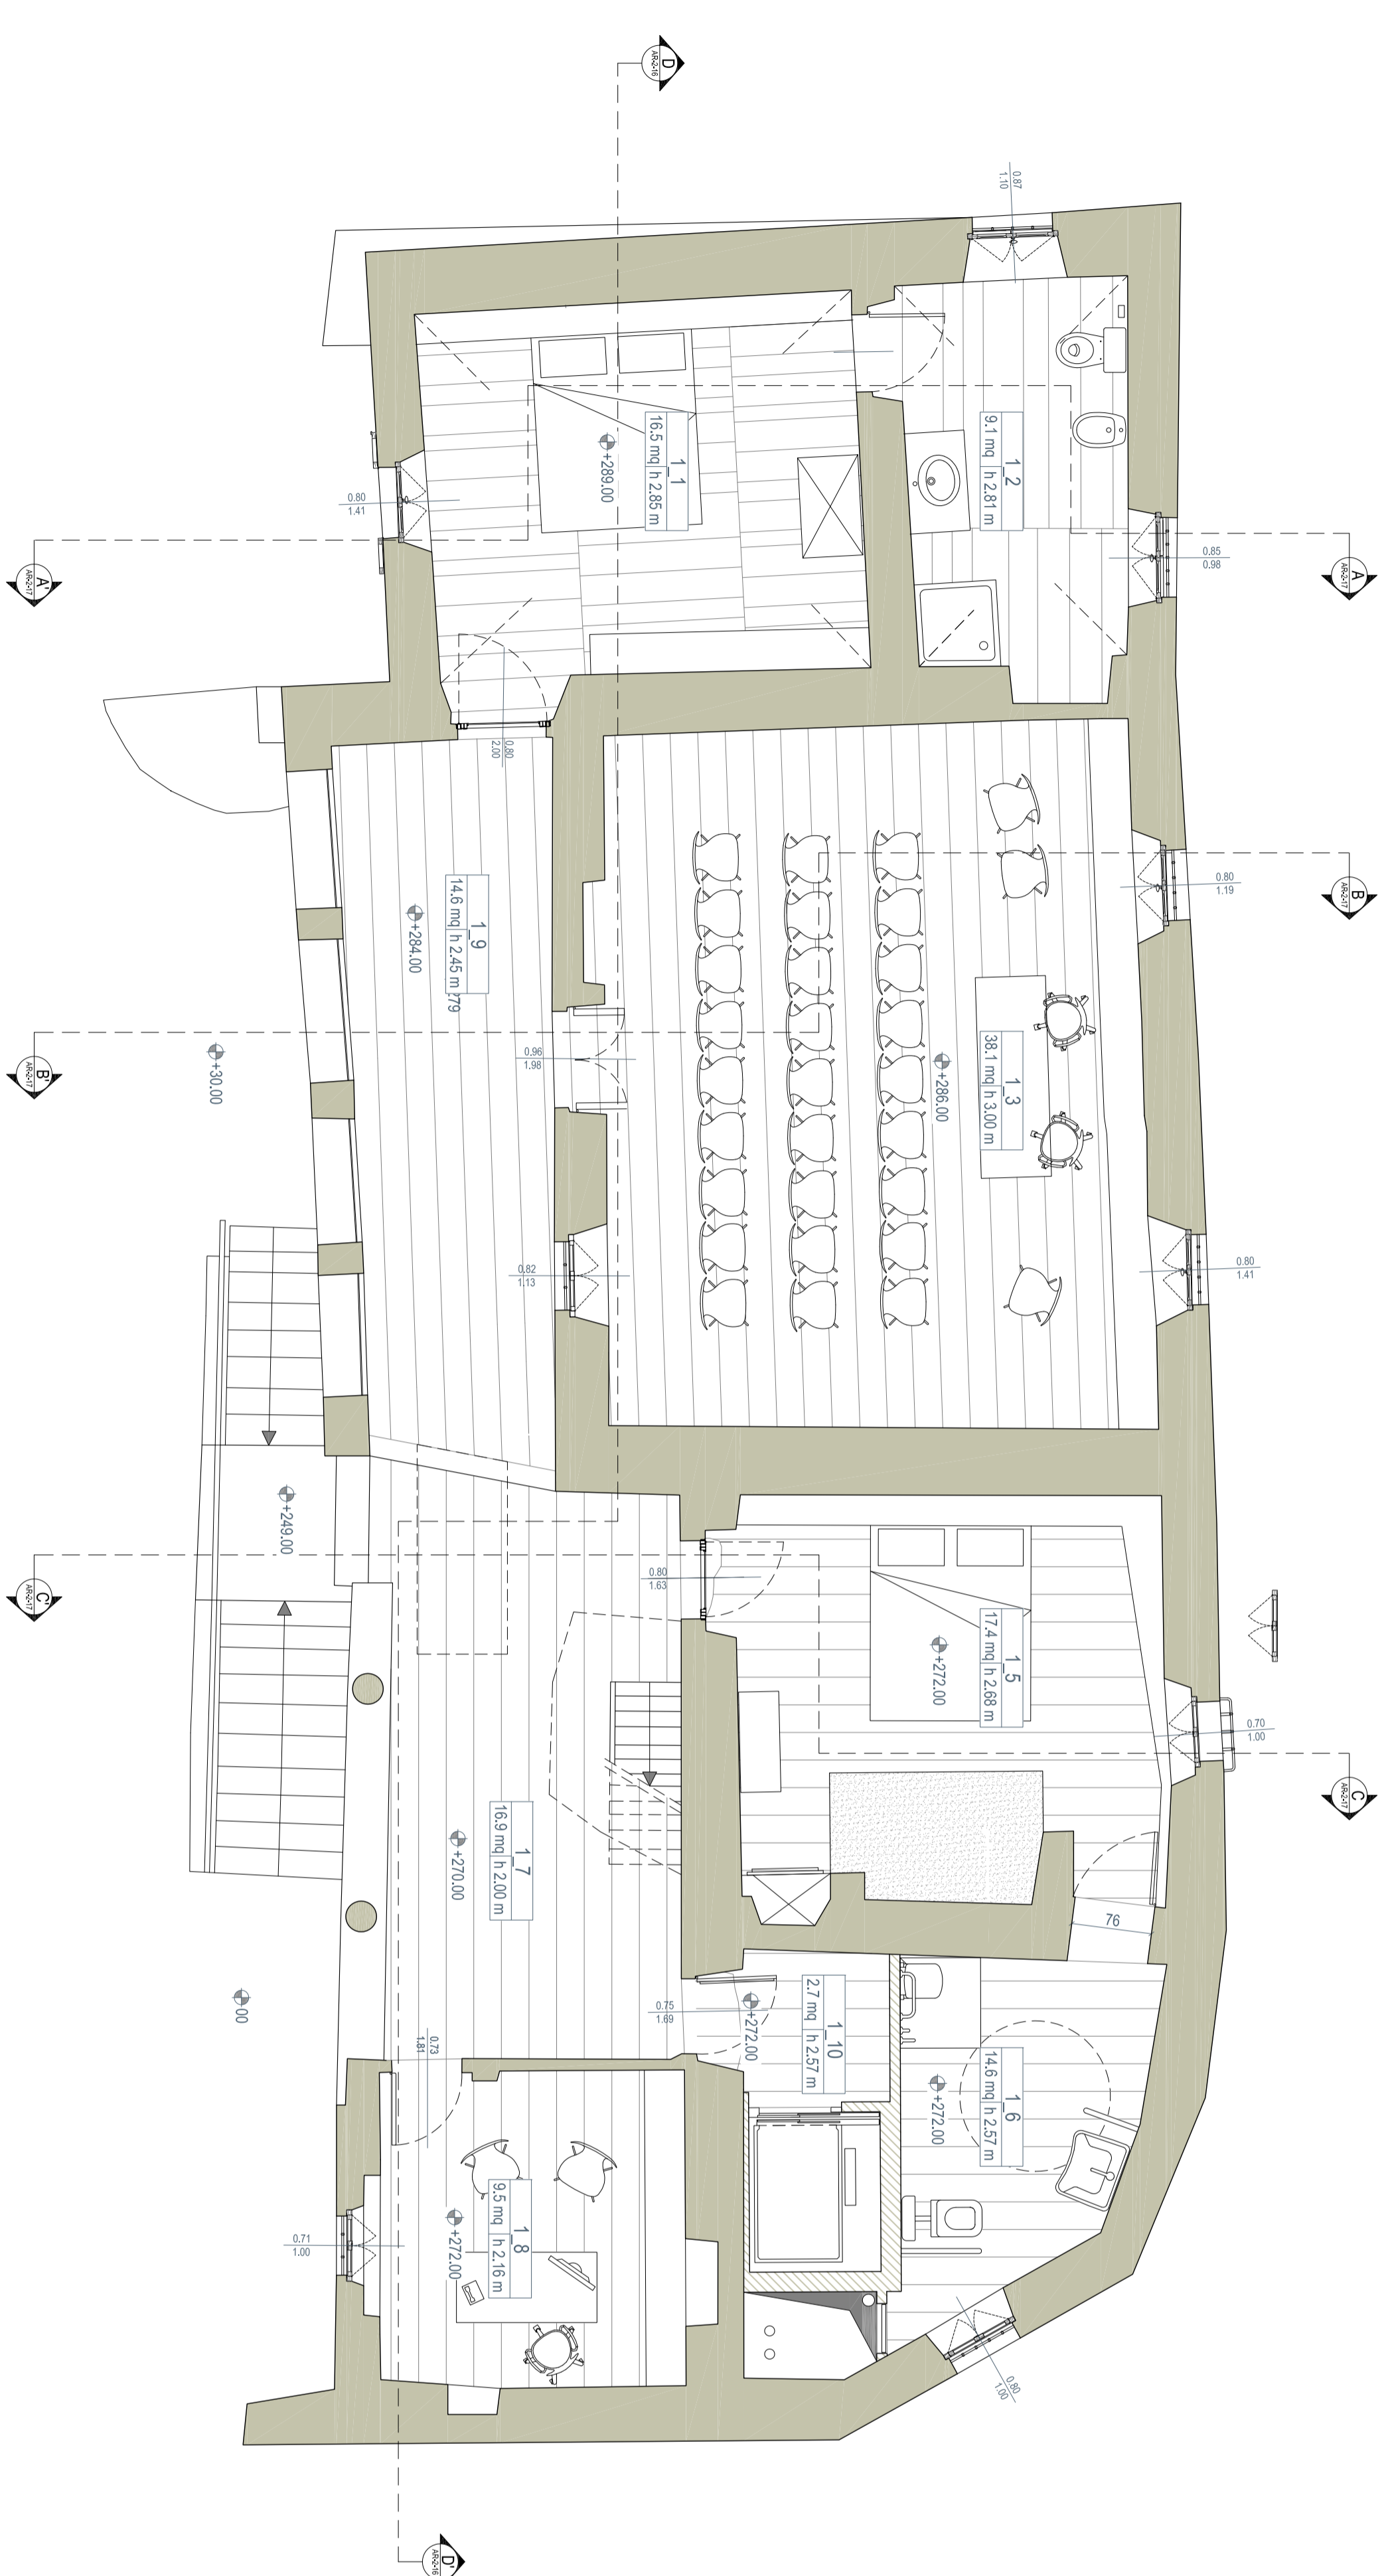 D
AR-2-16
0.87
1.10
1_2
9.1 mq
h 2.81 m
1_1
16.5 mq
h 2.85 m
+289.00
0.80
1.41
0.85
0.98
A'
AR-2-17
A
AR-2-17
0.80
2.00
B
AR-2-17
0.80
1.19
1_9
14.6 mq
h 2.45 m
279
+284.00
1_3
38.1 mq
h 3.00 m
+286.00
0.96
1.98
+30.00
B'
AR-2-17
0.82
1.13
0.80
1.41
+249.00
0.80
1.63
C'
AR-2-17
1_5
17.4 mq
h 2.68 m
+272.00
0.70
1.00
C
AR-2-17
1_7
16.9 mq
h 2.00 m
+270.00
76
00
0.75
1.69
1_10
2.7 mq
h 2.57 m
+272.00
1_6
14.6 mq
h 2.57 m
+272.00
0.73
1.81
1_8
9.5 mq
h 2.16 m
+272.00
0.71
1.00
0.80
1.00
D'
AR-2-16